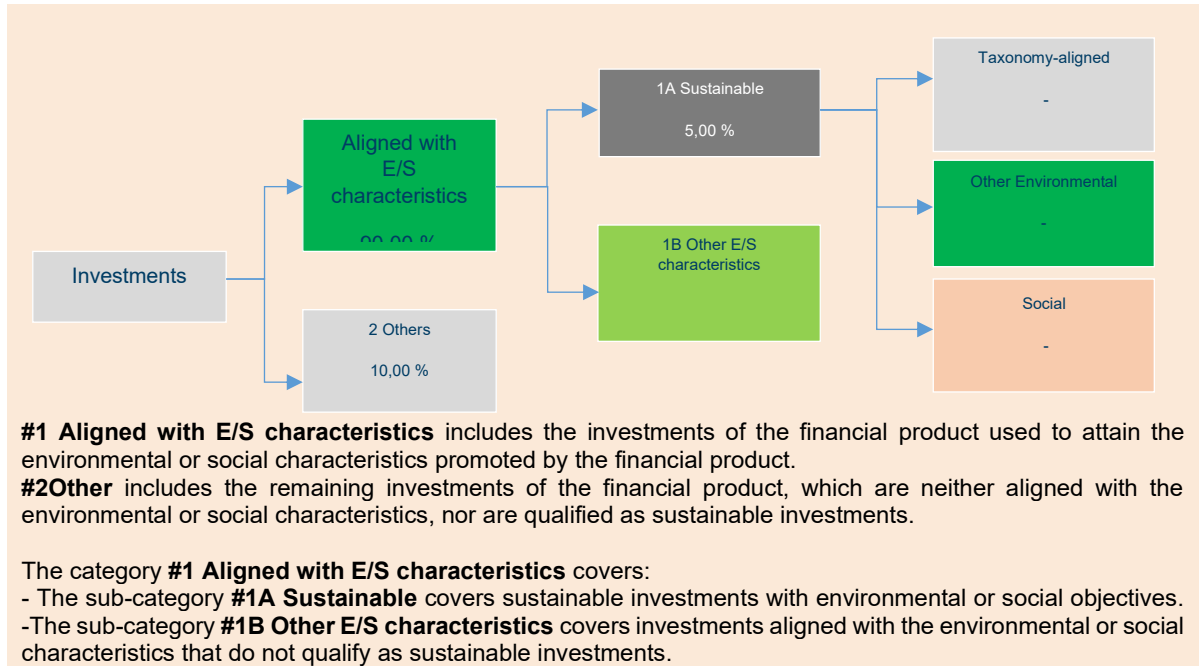 Taxonomy-aligned
-
1A Sustainable
5,00 %
Aligned with
E/S
characteristics
Other Environmental
-
1B Other E/S
characteristics
Investments
2 Others
10,00 %
Social
-
#1 Aligned with E/S characteristics includes the investments of the financial product used to attain the
environmental or social characteristics promoted by the financial product.
#2Other includes the remaining investments of the financial product, which are neither aligned with the
environmental or social characteristics, nor are qualified as sustainable investments.
The category #1 Aligned with E/S characteristics covers:
- The sub-category #1A Sustainable covers sustainable investments with environmental or social objectives.
-The sub-category #1B Other E/S characteristics covers investments aligned with the environmental or social
characteristics that do not qualify as sustainable investments.